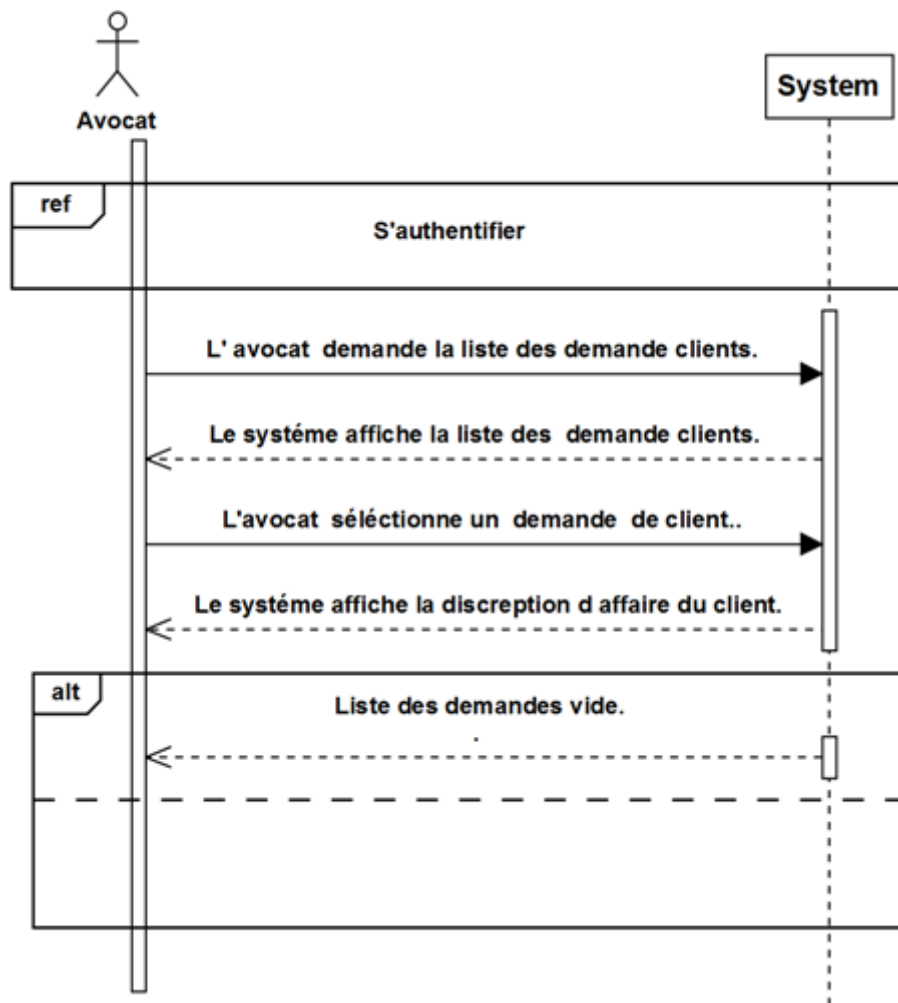 Avocat
System
ref
S'authentifier
L' avocat demande la liste des demande clients.
Le systéme affiche la liste des demande clients.
L'avocat séléctionne un demande de client..
Le systéme affiche la discreption d affaire du client.
alt
Liste des demandes vide.
.